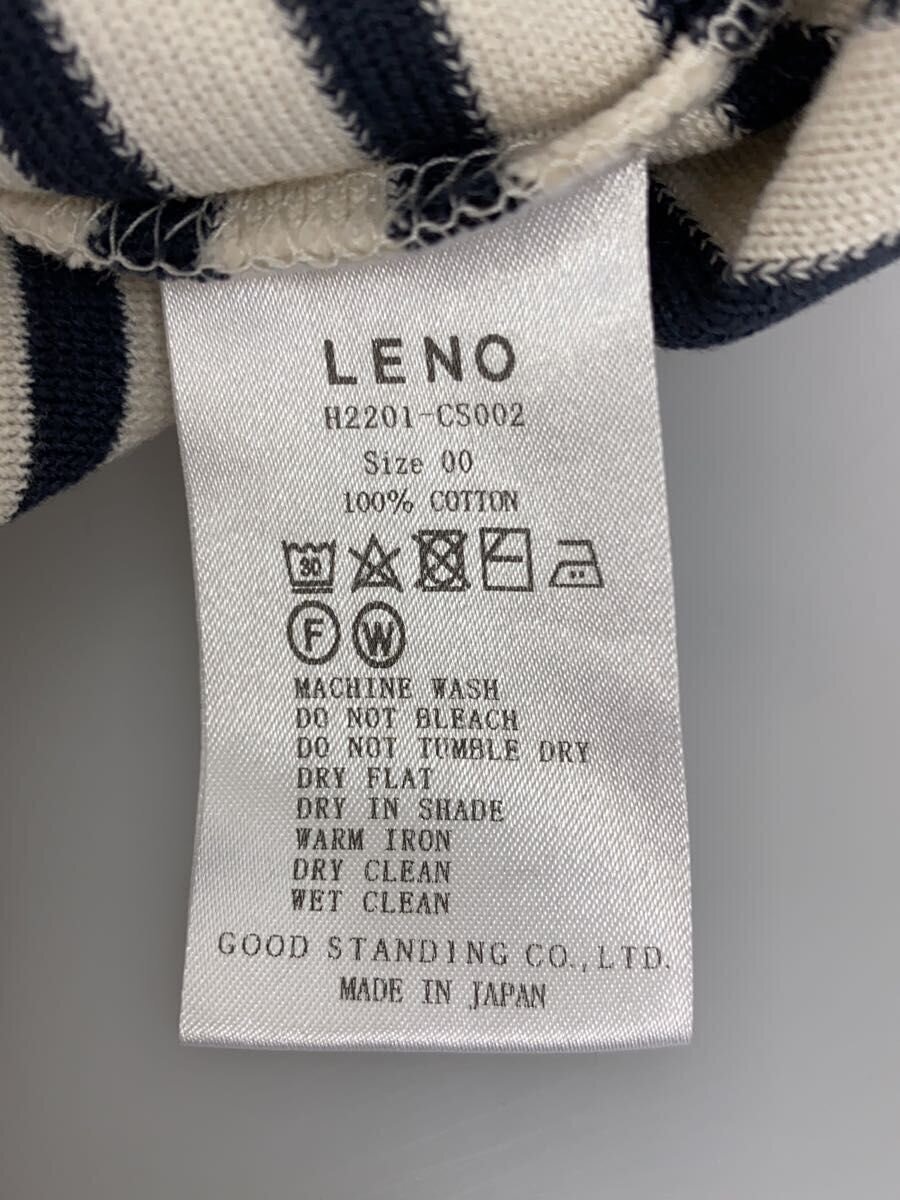 LENO
H2201-CS002
Size 00
100% COTTON
30
F W
MACHINE WASH
DO NOT BLEACH
DO NOT TUMBLE DRY
DRY FLAT
DRY IN SHADE
WARM IRON
DRY CLEAN
WET CLEAN
GOOD STANDING CO.,LTD.
MADE IN JAPAN